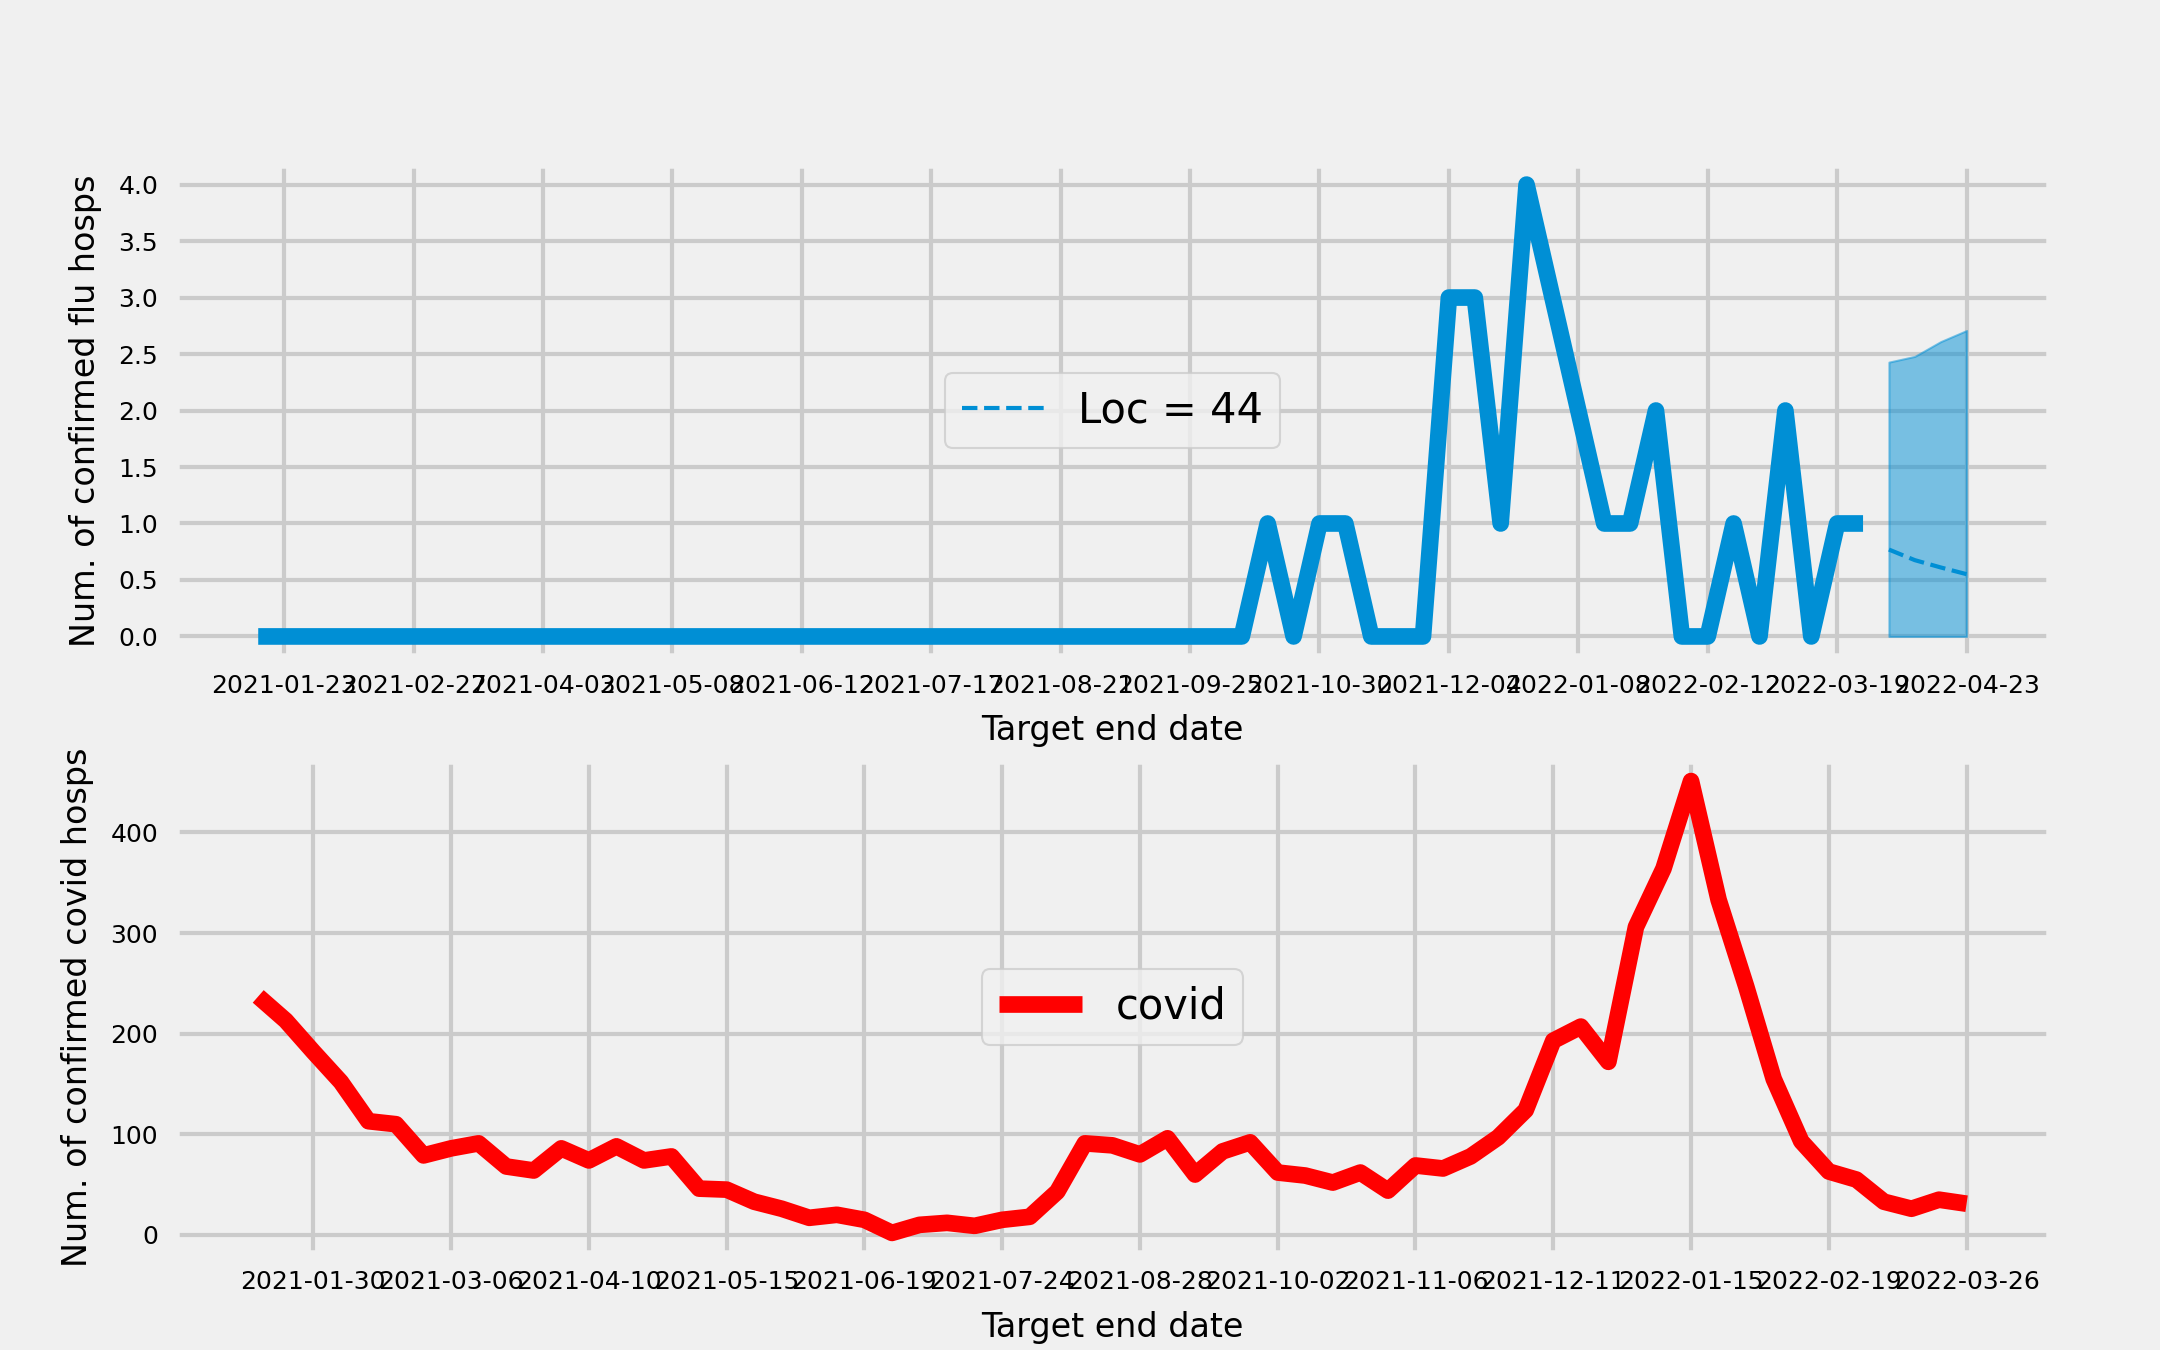 Num. of confirmed flu hosps
4.0
3.5
3.0
2.5
2.0
1.5
1.0
0.5
0.0
Loc = 44
2021-01-23 2021-02-27 2021-04-03 2021-05-08 2021-06-12 2021-07-17 2021-08-21 2021-09-25 2021-10-30 2021-12-04 2022-01-08 2022-02-12 2022-03-19 2022-04-23
Target end date
Num. of confirmed covid hosps
400
300
200
100
0
covid
2021-01-30 2021-03-06 2021-04-10 2021-05-15 2021-06-19 2021-07-24 2021-08-28 2021-10-02 2021-11-06 2021-12-11 2022-01-15 2022-02-19 2022-03-26
Target end date